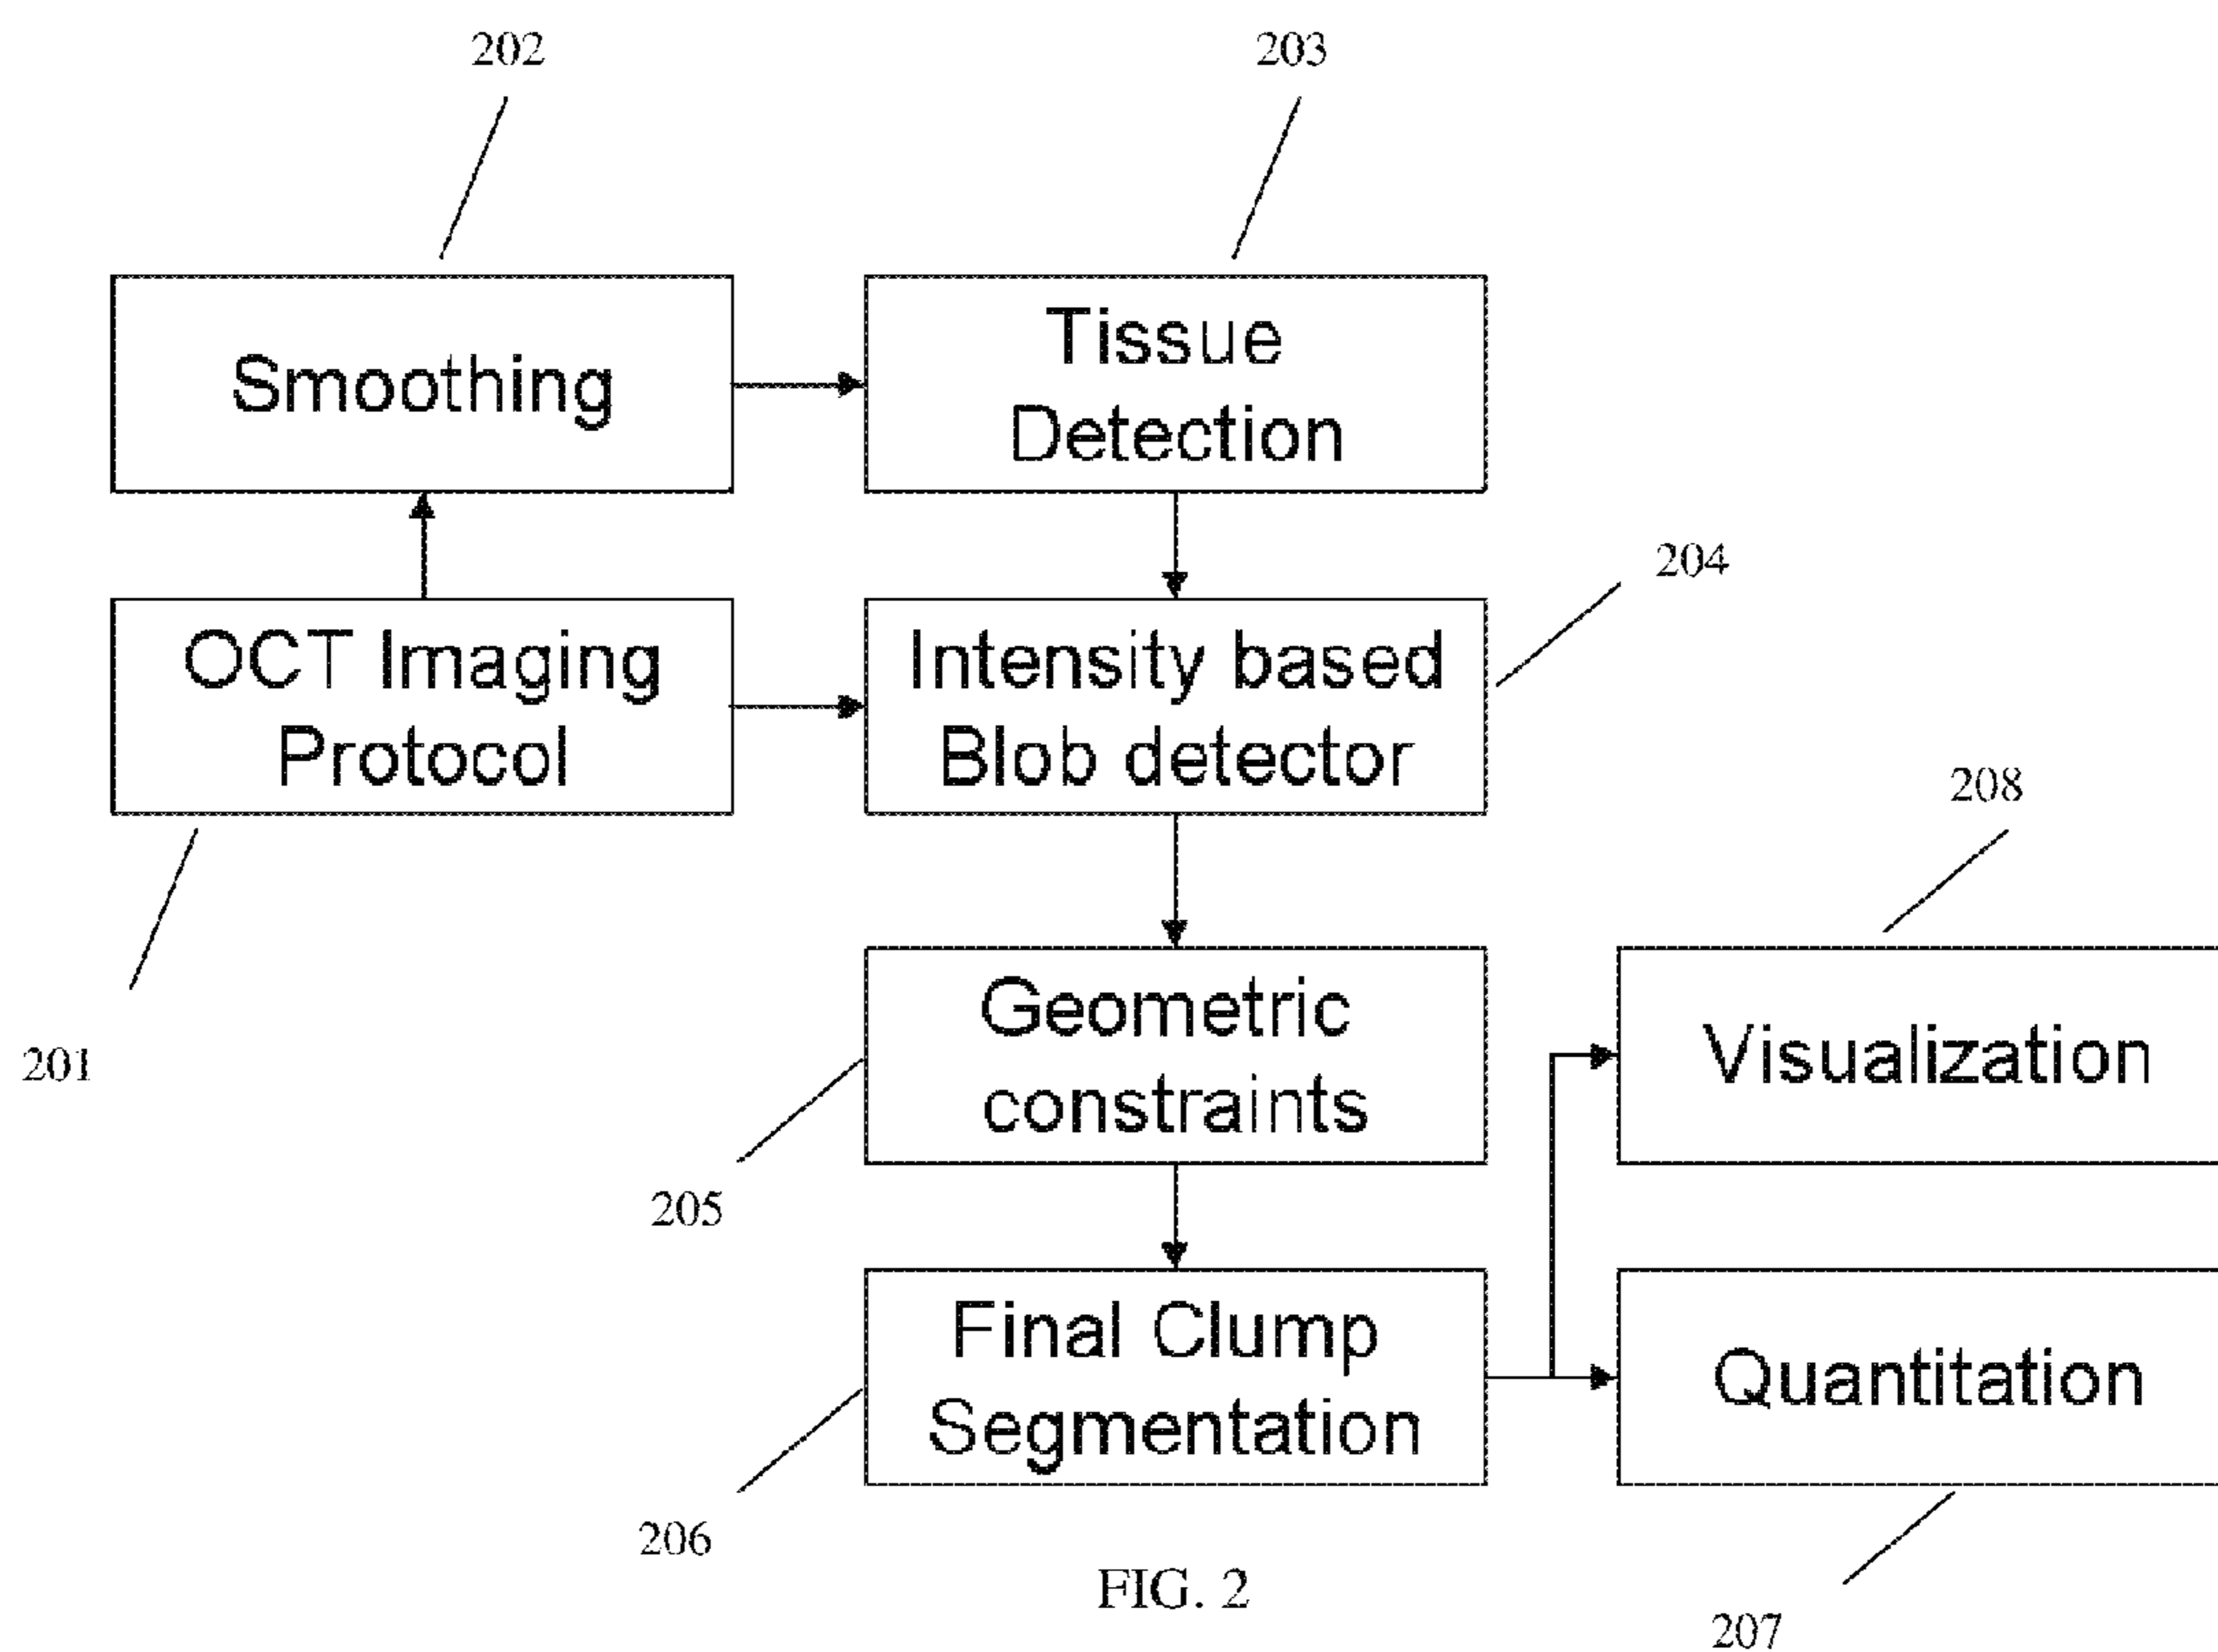 202
203
Smoothing
Tissue
Detection
204
OCT Imaging
Protocol
Intensity based
Blob detector
208
201
Geometric
constraints
Visualization
205
Final Clump
Segmentation
Quantitation
206
FIG. 2
207